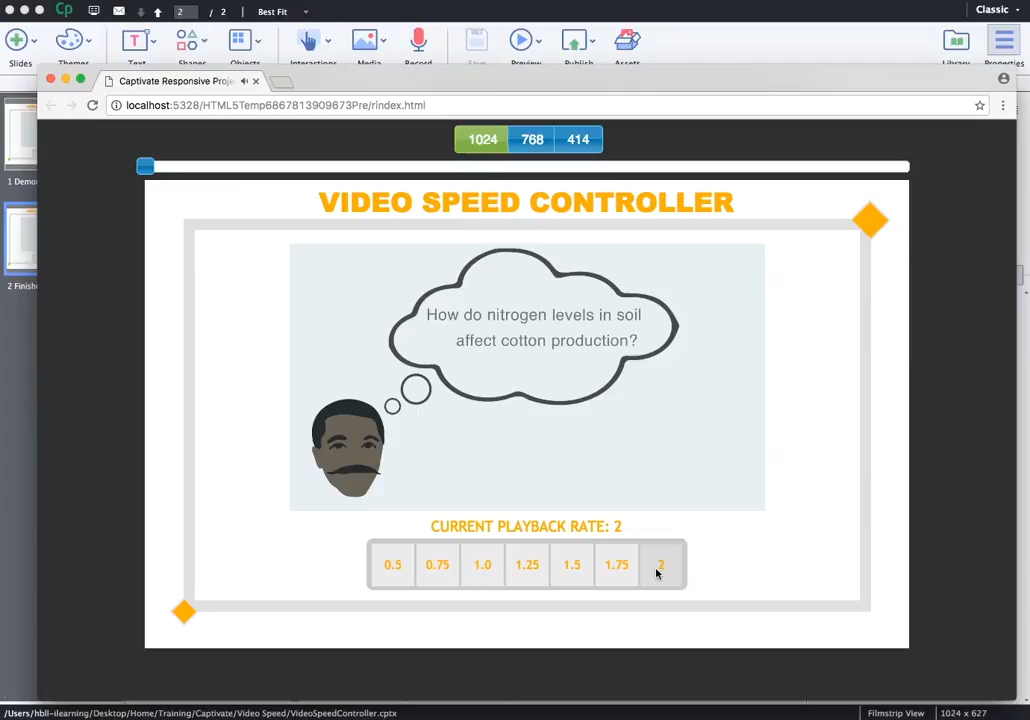 Cp
2 / 2 Best Fit
Classic
Slides Themes Text Shapes Objects Interactions Media Record Save Preview Publish Assets Library Properties
Captivate Responsive Proje
localhost:5328/HTML5Temp6867813909673Pre/rindex.html
1024 768 414
1 Demon
2 Finishe
VIDEO SPEED CONTROLLER
How do nitrogen levels in soil
affect cotton production?
CURRENT PLAYBACK RATE: 2
0.5 0.75 1.0 1.25 1.5 1.75 2
/Users/hbll-ilearning/Desktop/Home/Training/Captivate/Video Speed/VideoSpeedController.cptx
Filmstrip View 1024 x 627